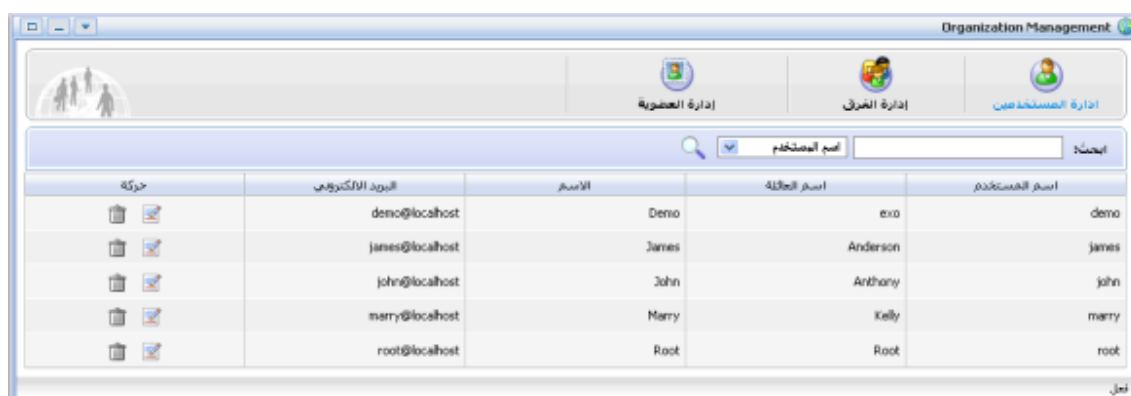 Organization Management
ادارة المستخدمين إدارة الفرق إدارة العضوية
ابحث: اسم المستخدم
اسم المستخدم اسم العائلة الاسم البريد الالكتروني حركة
demo exo Demo demo@localhost
james Anderson James james@localhost
john Anthony John john@localhost
marry Kelly Marry marry@localhost
root Root Root root@localhost
فعل